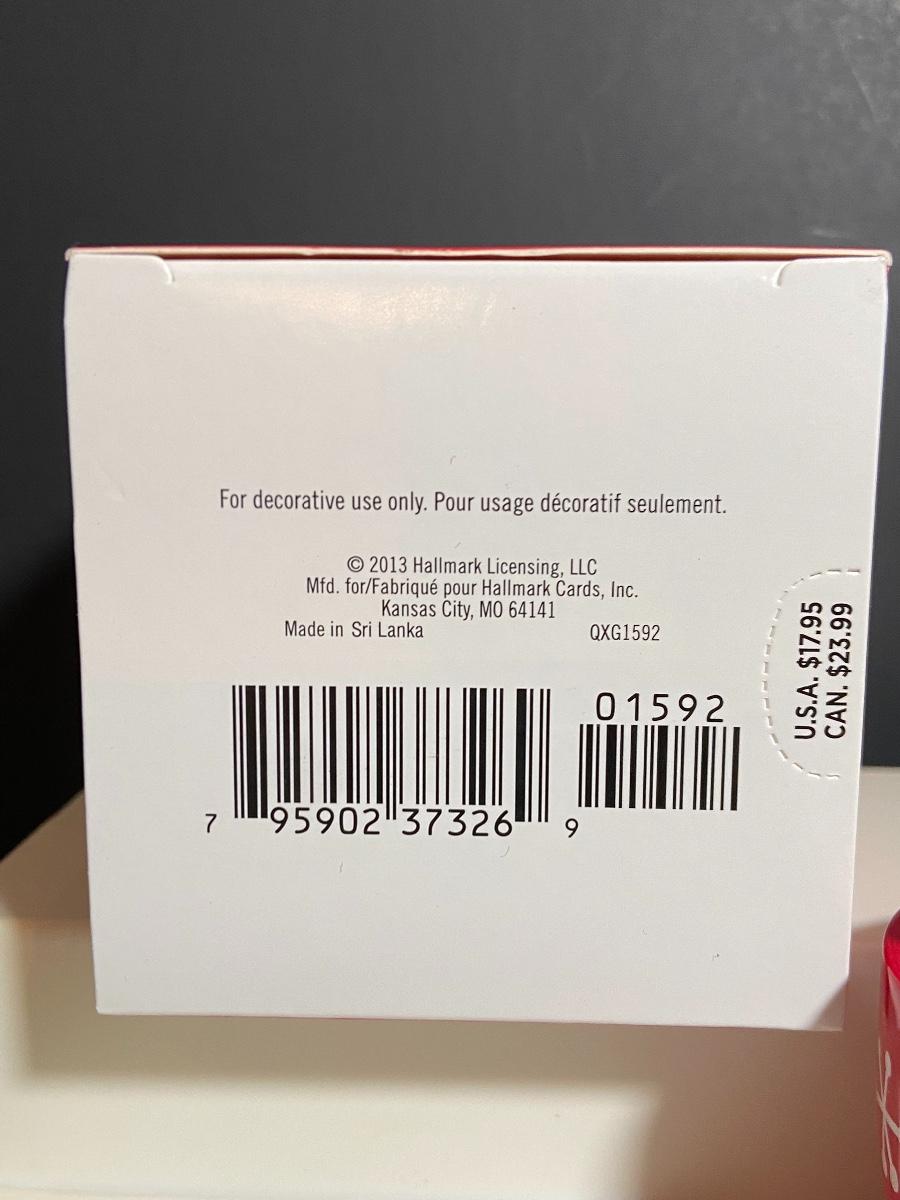 For decorative use only. Pour usage décoratif seulement.
© 2013 Hallmark Licensing, LLC
Mfd. for/Fabriqué pour Hallmark Cards, Inc.
Kansas City, MO 64141
Made in Sri Lanka QXG1592
U.S.A. $17.95
CAN. $23.99
01592
7 95902 37326 9